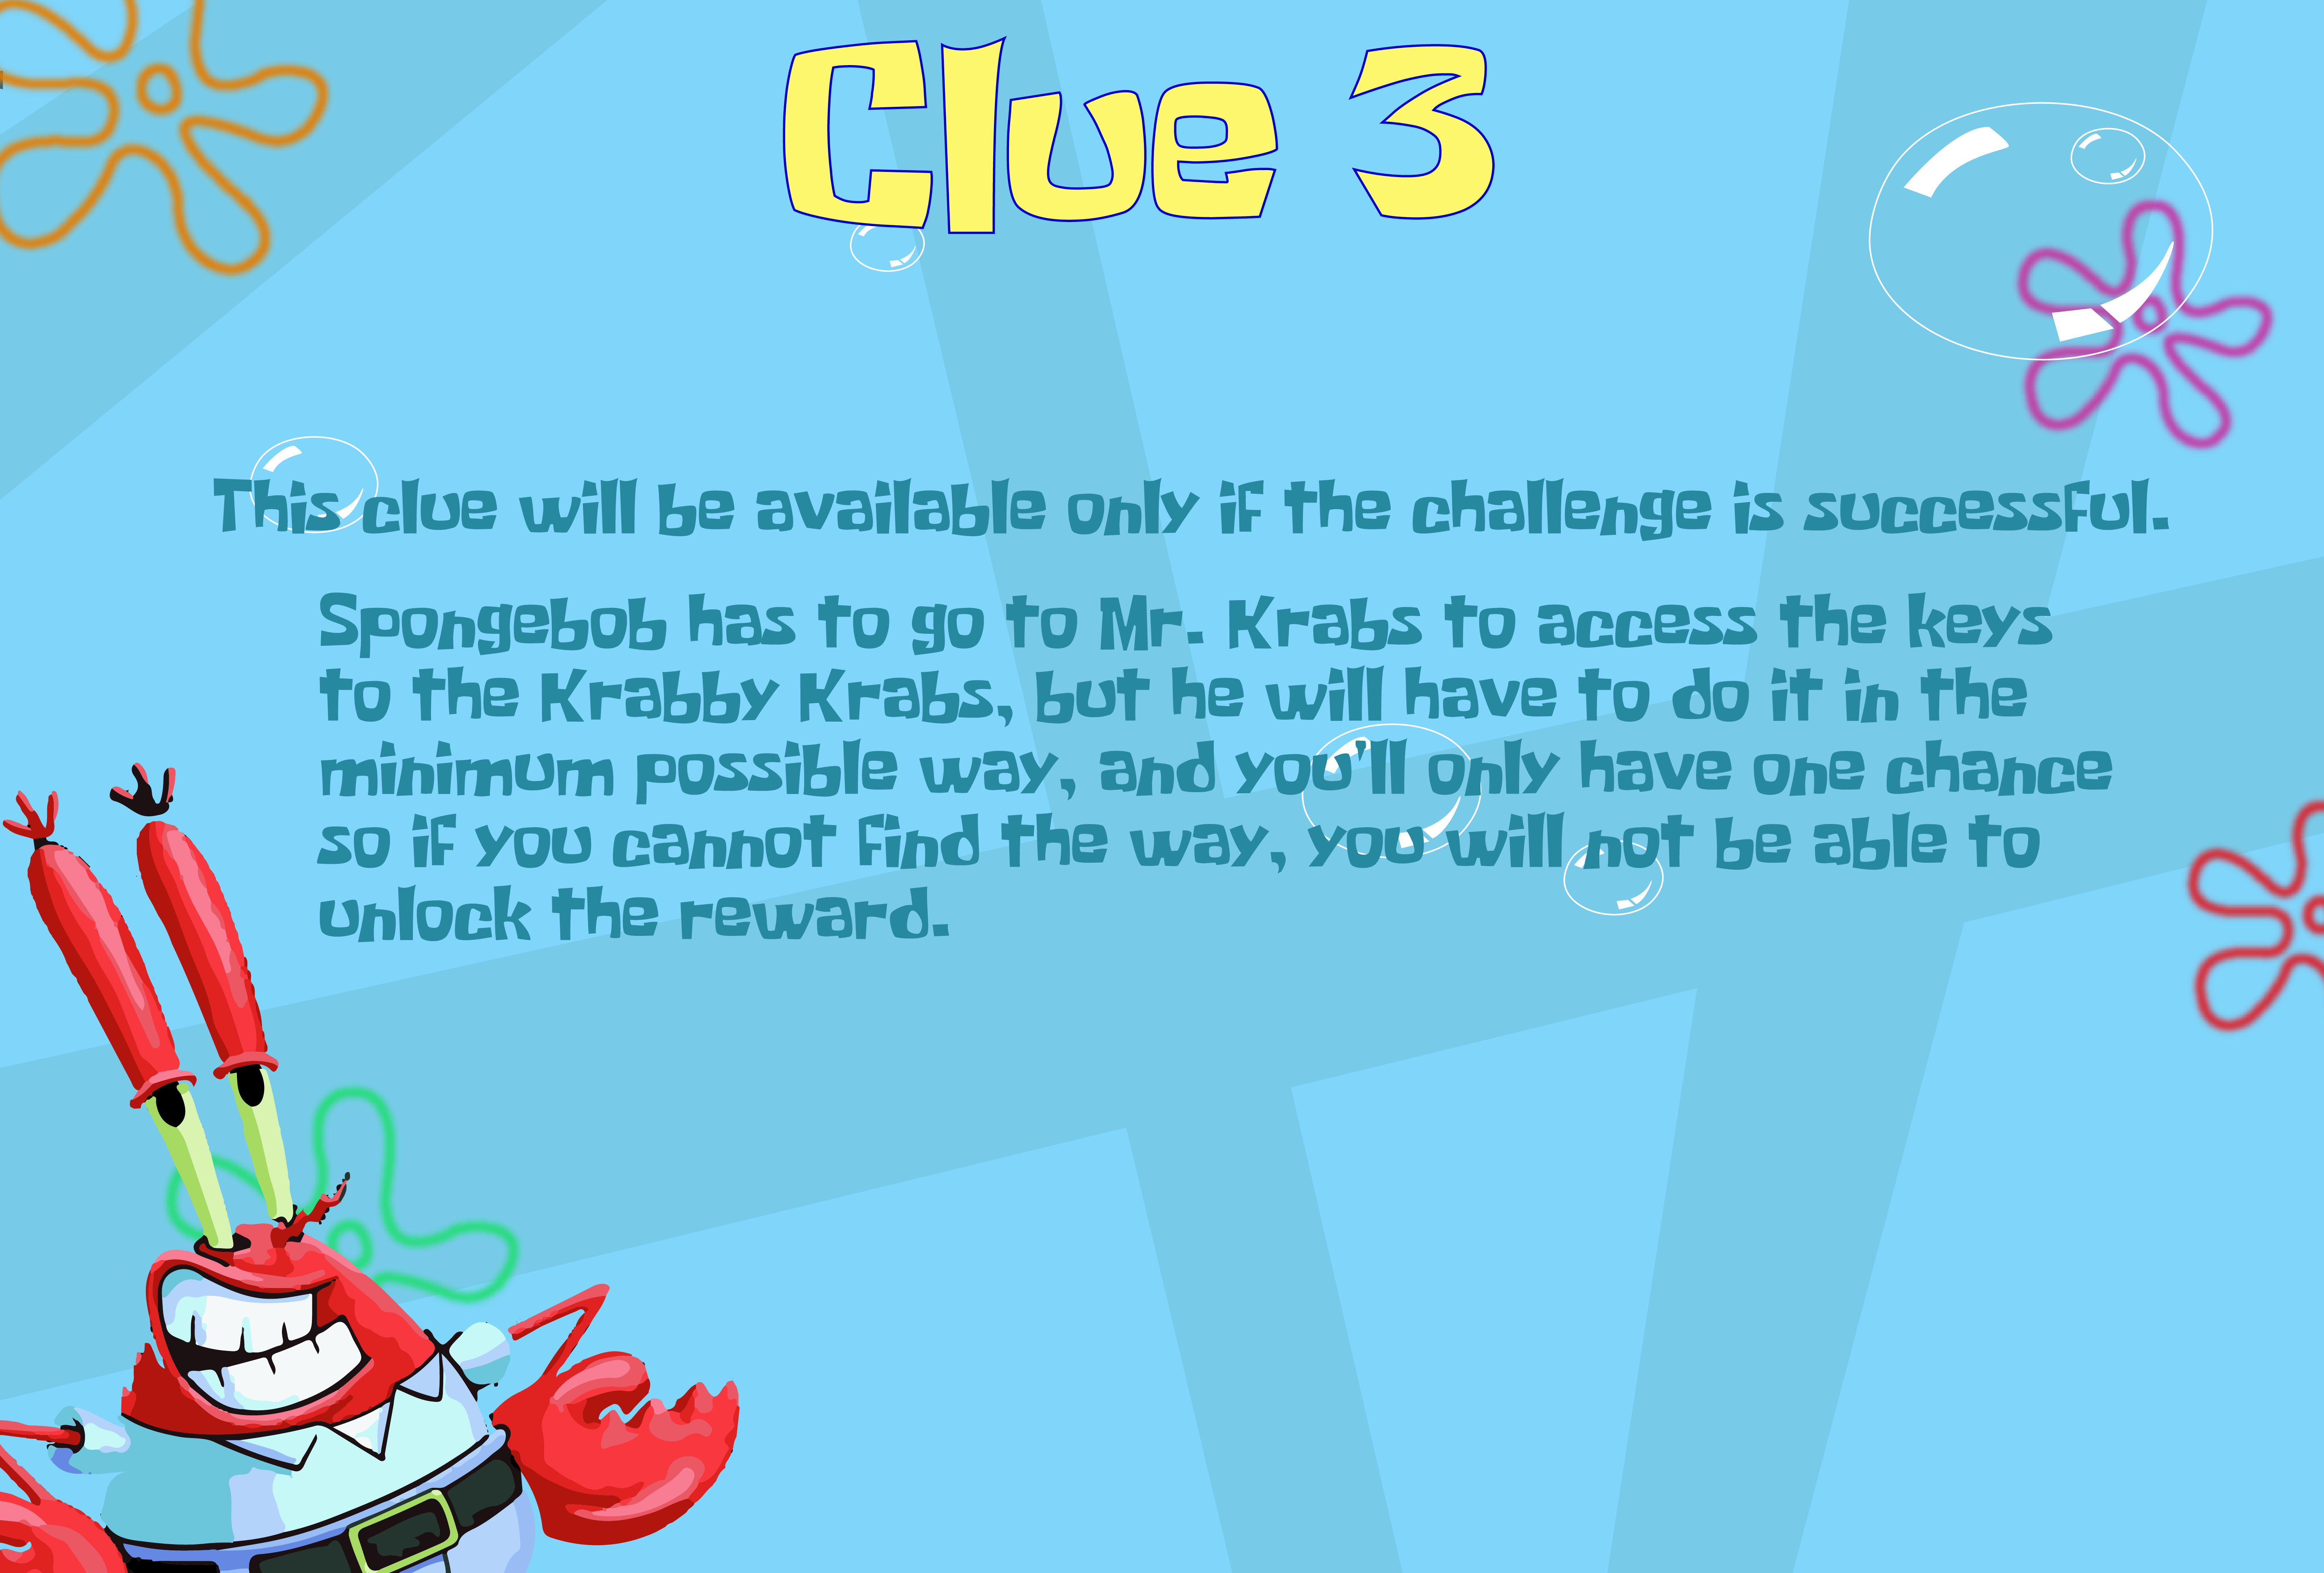 Clue 3
This clue will be available only if the challenge is successful.
Spongebob has to go to Mr. Krabs to access the keys
to the Krabby Krabs, but he will have to do it in the
minimum possible way, and you'll only have one chance
so if you cannot find the way, you will not be able to
unlock the reward.